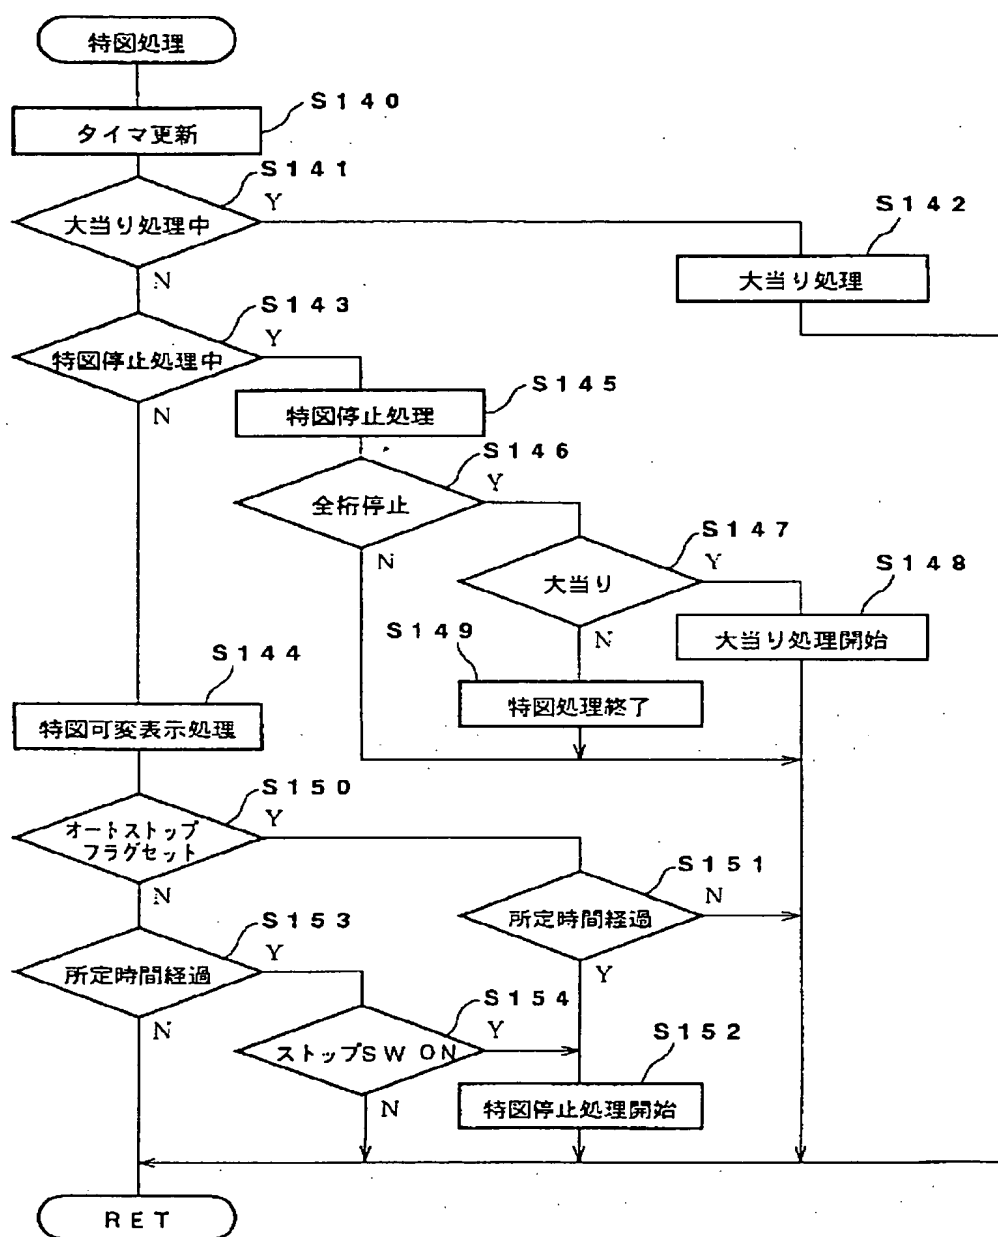 特図処理
S140
タイマ更新
S141
Y
大当り処理中
N
S142
大当り処理
S143
Y
特図停止処理中
N
S145
特図停止処理
S146
Y
全桁停止
N
S147
Y
大当り
N
S148
大当り処理開始
S149
特図処理終了
S144
特図可変表示処理
S150
Y
オートストップ
フラグセット
N
S151
N
所定時間経過
Y
S153
Y
所定時間経過
N
S154
Y
ストップSW ON
N
S152
特図停止処理開始
RET